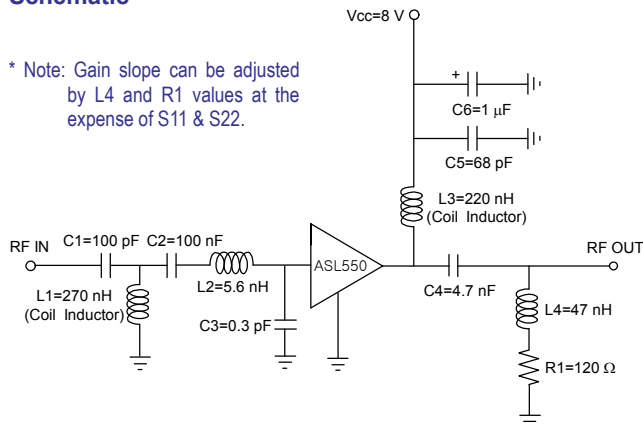 Schematic
Vcc=8 V
* Note: Gain slope can be adjusted
by L4 and R1 values at the
expense of S11 & S22.
+
C6=1 μF
C5=68 pF
L3=220 nH
(Coil Inductor)
RF IN
C1=100 pF
C2=100 nF
ASL550
RF OUT
L2=5.6 nH
C4=4.7 nF
L1=270 nH
(Coil Inductor)
C3=0.3 pF
L4=47 nH
R1=120 Ω